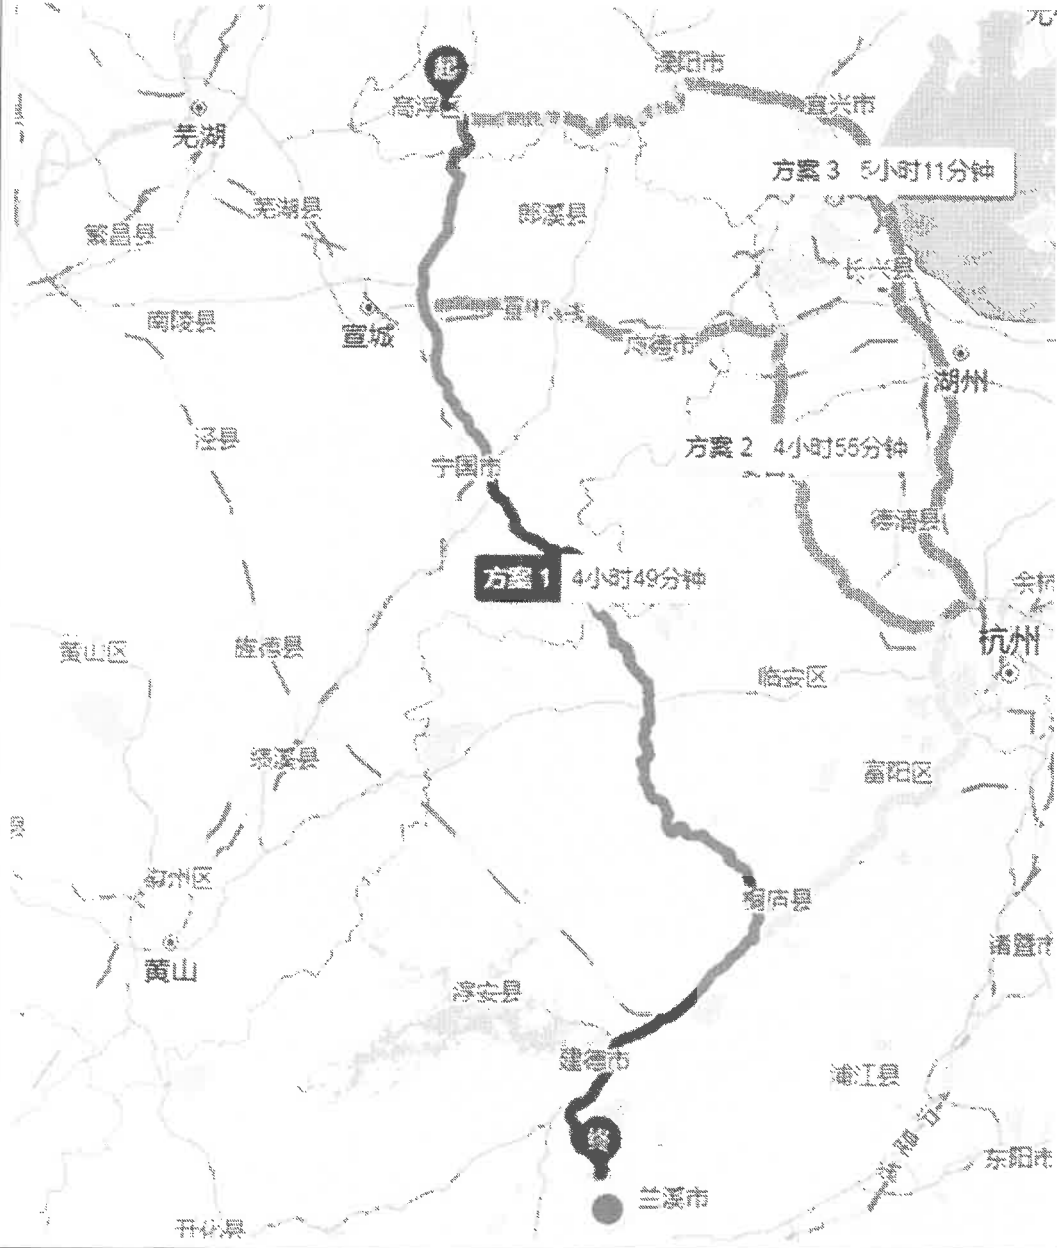 溧阳市
起
高淳区
宜兴市
芜湖
方案 3 5小时11分钟
芜湖县
郎溪县
繁昌县
长兴县
南陵县
宣城
广德市
湖州
泾县
方案 2 4小时55分钟
宁国市
德清县
方案 1 4小时49分钟
杭州
黄山区
旌德县
临安区
绩溪县
富阳区
桐庐县
诸暨市
黄山
淳安县
建德市
浦江县
终
东阳市
兰溪市
开化县